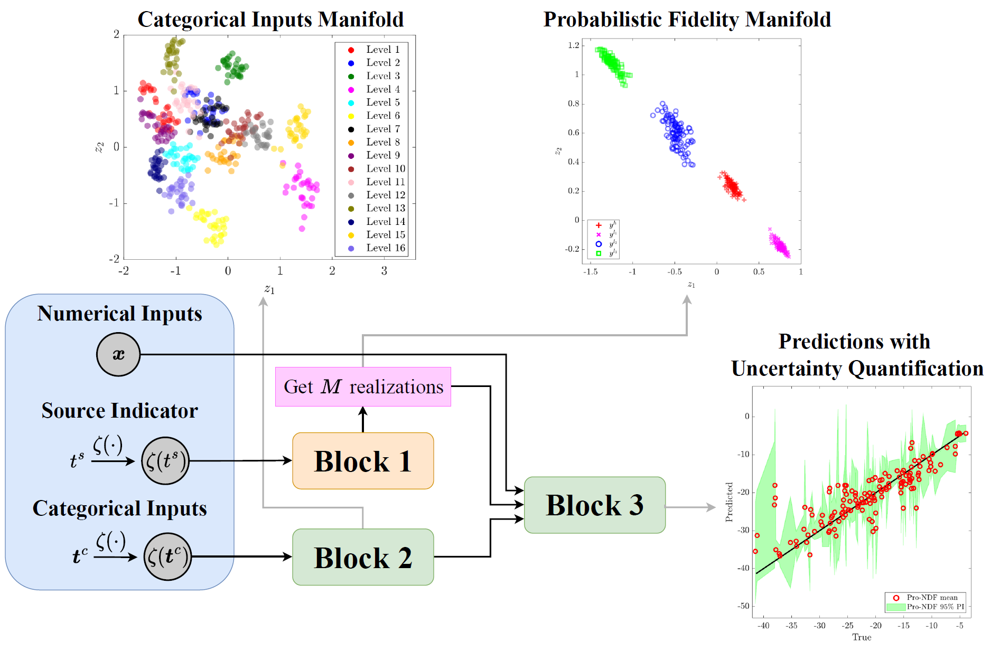 Categorical Inputs Manifold
2
1
0
-1
-2
z₂
-2
-1
0
1
2
3
z₁
Level 1
Level 2
Level 3
Level 4
Level 5
Level 6
Level 7
Level 8
Level 9
Level 10
Level 11
Level 12
Level 13
Level 14
Level 15
Level 16
Probabilistic Fidelity Manifold
1.2
1
0.8
0.6
0.4
0.2
0
-0.2
z₂
-1.5
-1
-0.5
0
0.5
1
z₁
yʰ
y^{l₁}
y^{l₂}
y^{l₃}
Numerical Inputs
x
Source Indicator
tˢ
ζ(·)
ζ(tˢ)
Categorical Inputs
tᶜ
ζ(·)
ζ(tᶜ)
Get M realizations
Block 1
Block 2
Block 3
Predictions with
Uncertainty Quantification
0
-10
-20
-30
-40
-50
Predicted
-40
-35
-30
-25
-20
-15
-10
-5
True
Pro-NDF mean
Pro-NDF 95% PI